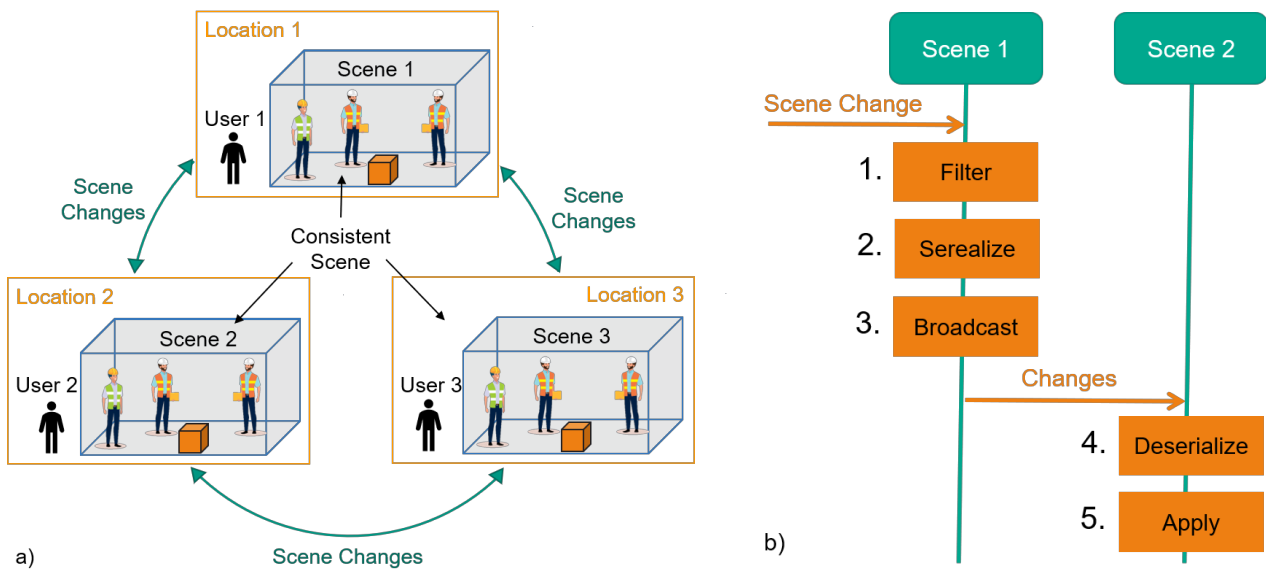 Location 1
Scene 1
User 1
Scene
Changes
Scene
Changes
Consistent
Scene
Location 2
Scene 2
User 2
Location 3
Scene 3
User 3
Scene Changes
a)
Scene 1
Scene 2
Scene Change
1.
Filter
2.
Serealize
3.
Broadcast
Changes
4.
Deserialize
5.
Apply
b)